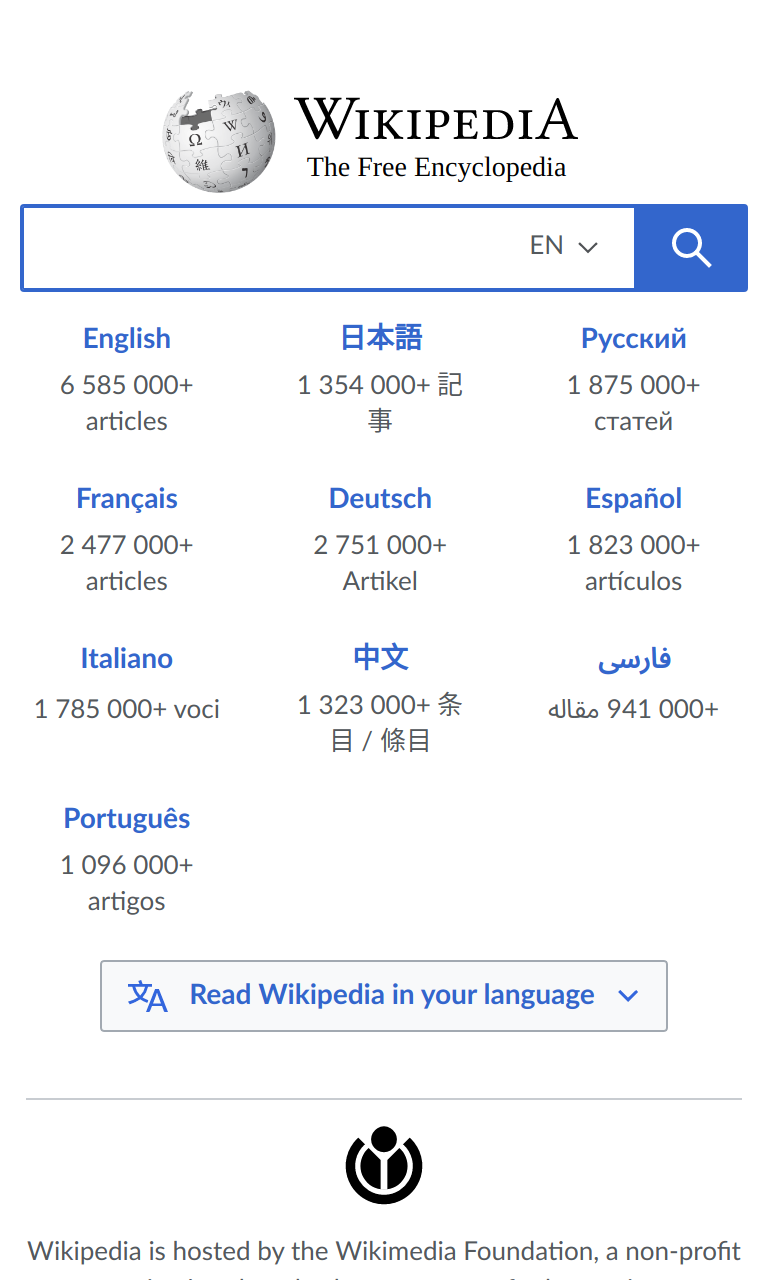 WIKIPEDIA
The Free Encyclopedia
EN
English
6 585 000+
articles
日本語
1 354 000+ 記
事
Русский
1 875 000+
статей
Français
2 477 000+
articles
Deutsch
2 751 000+
Artikel
Español
1 823 000+
artículos
Italiano
1 785 000+ voci
中文
1 323 000+ 条
目 / 條目
فارسی
941 000+ مقاله
Português
1 096 000+
artigos
Read Wikipedia in your language
Wikipedia is hosted by the Wikimedia Foundation, a non-profit